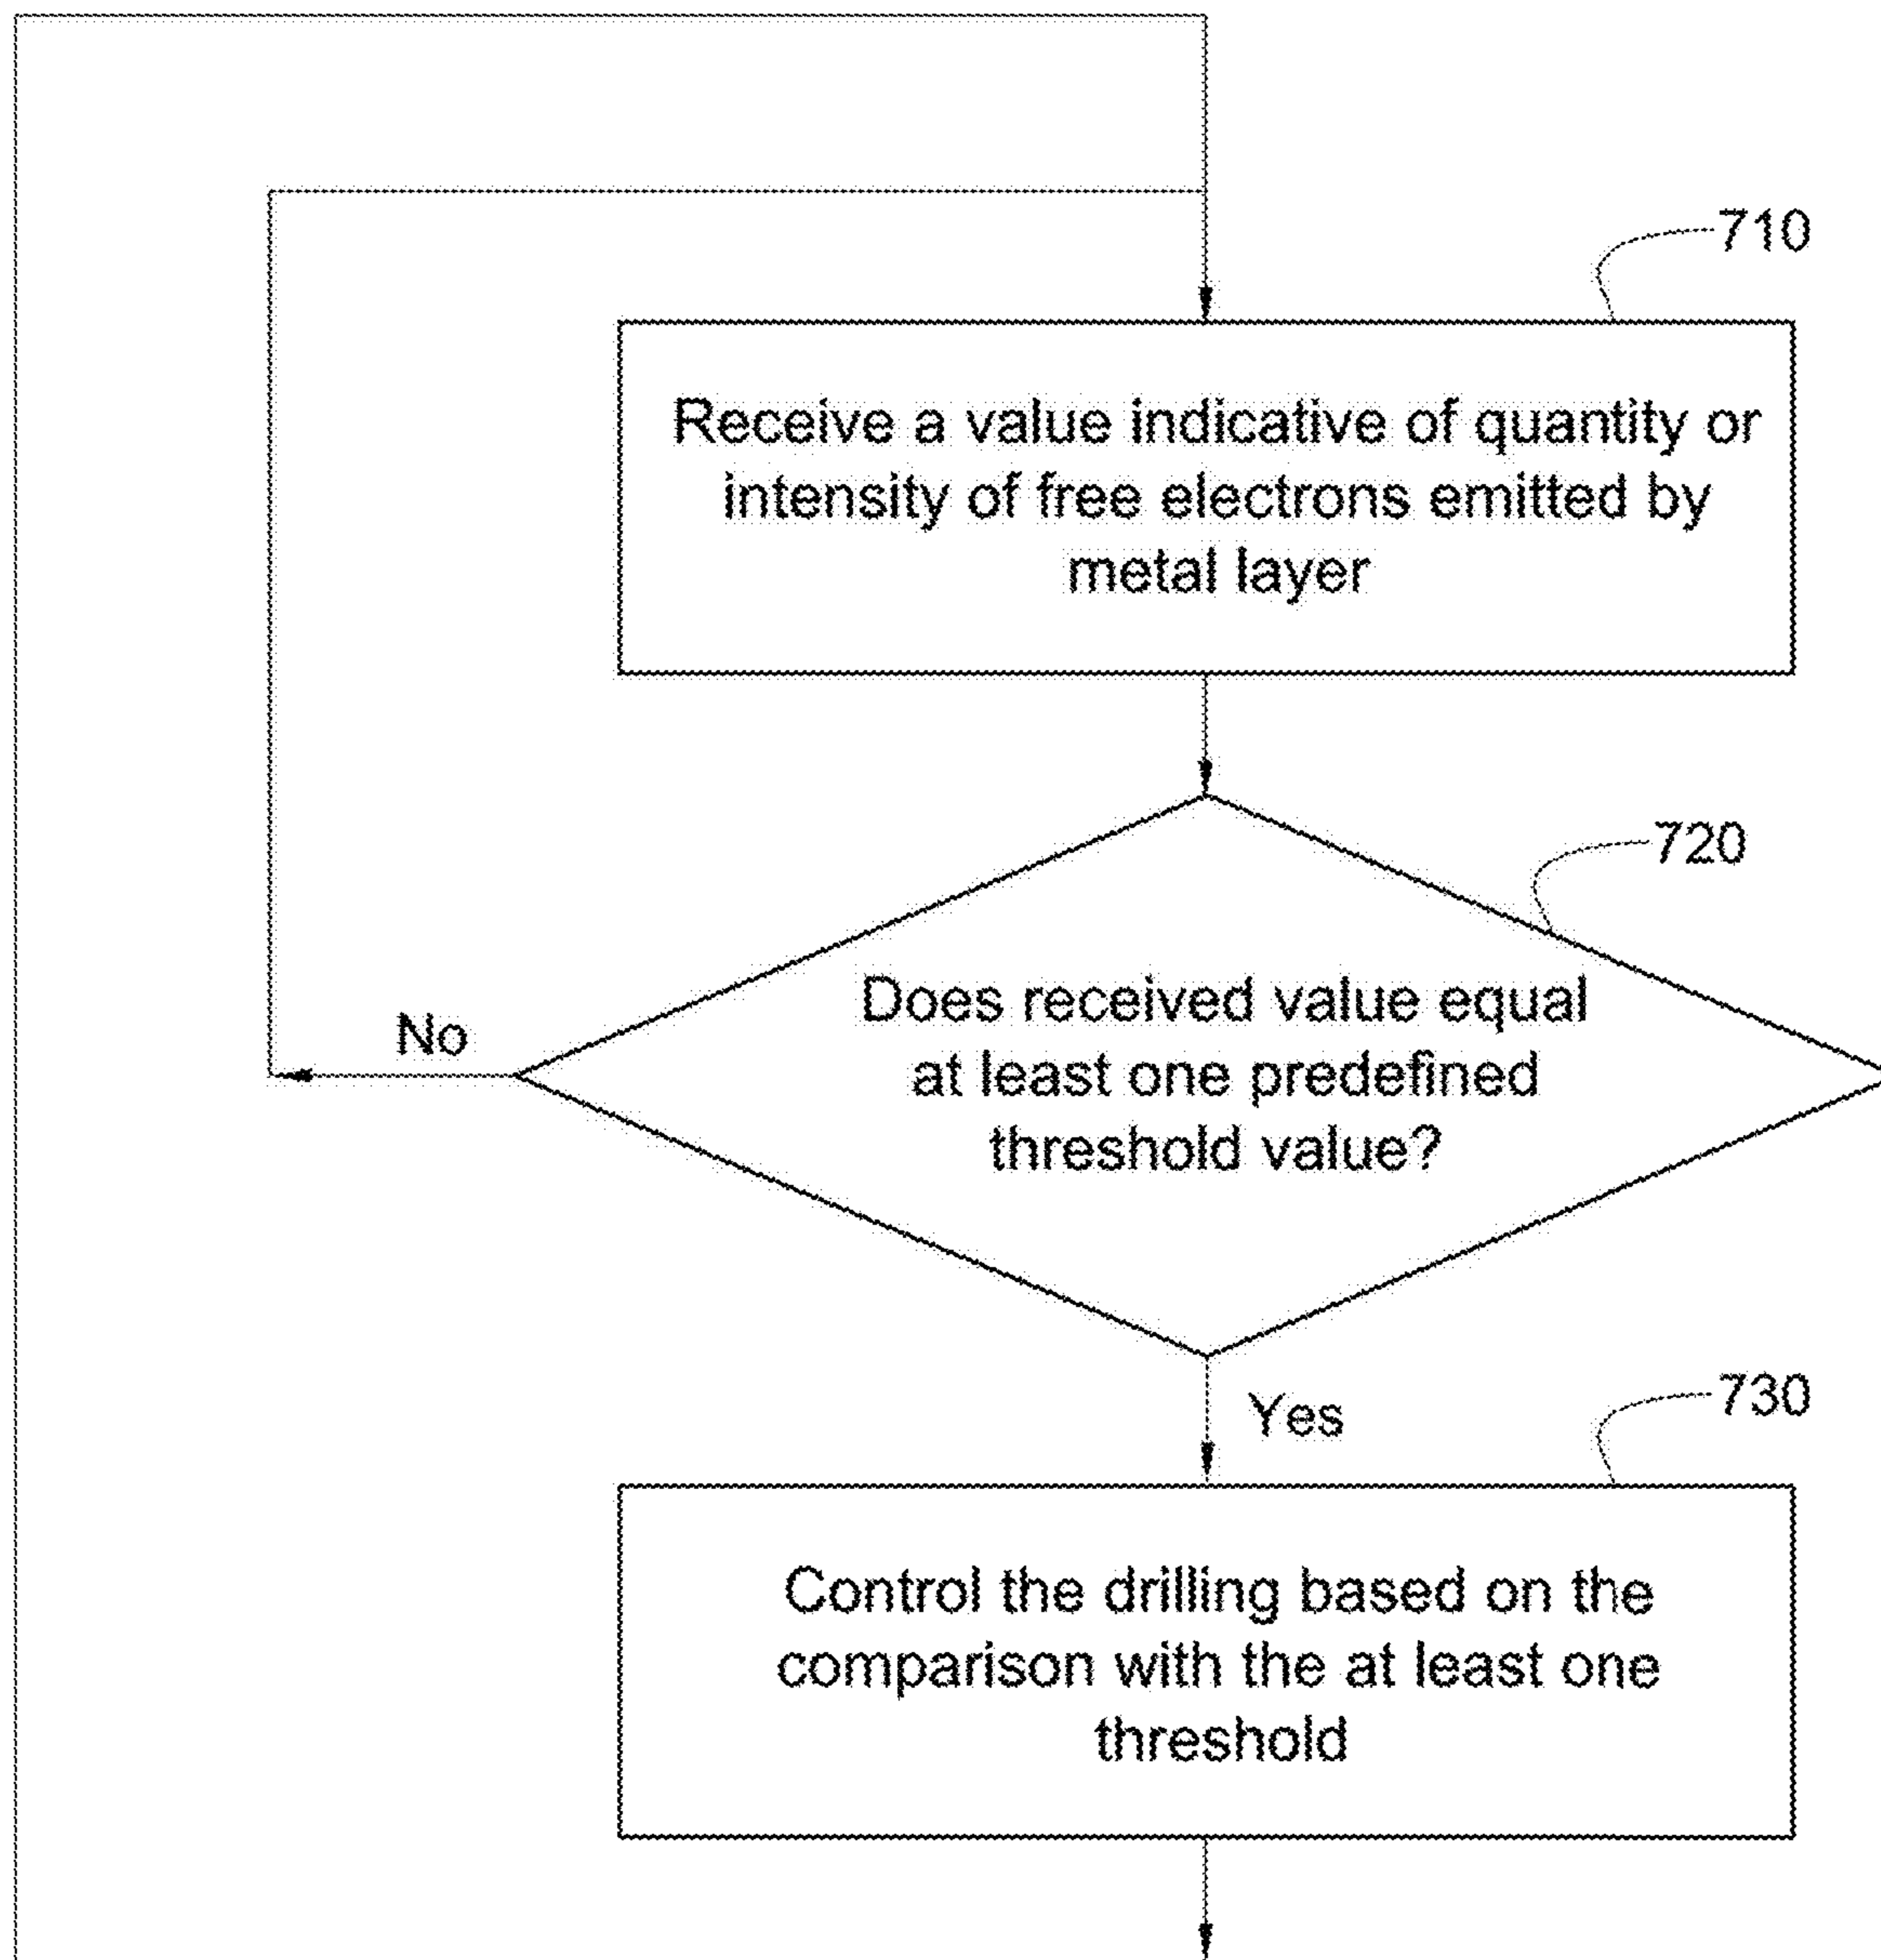 710
Receive a value indicative of quantity or
intensity of free electrons emitted by
metal layer
720
Does received value equal
at least one predefined
threshold value?
No
Yes
730
Control the drilling based on the
comparison with the at least one
threshold